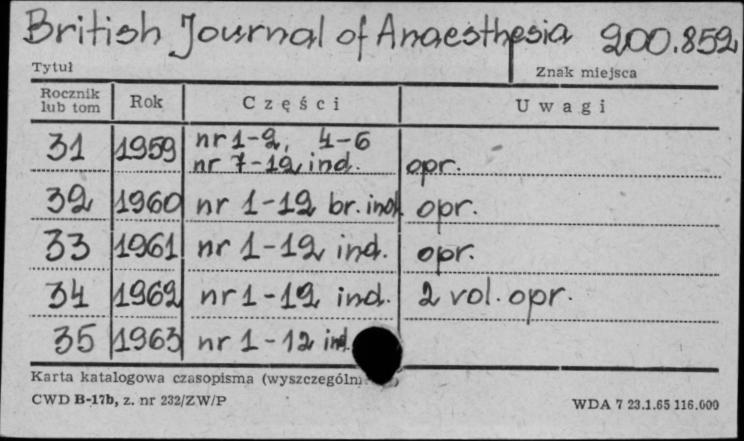 British Journal of Anaesthesia 200.852
Tytuł Znak miejsca
Rocznik lub tom Rok Części Uwagi
31 1959 nr 1-2, 4-6
nr 7-12 ind. opr.
32 1960 nr 1-12 br. ind. opr.
33 1961 nr 1-12 ind. opr.
34 1962 nr 1-12 ind. 2 vol. opr.
35 1963 nr 1-12 ind.
Karta katalogowa czasopisma
CWD B-17b, z. nr 232/ZW/P WDA 7 23.1.65 116.000